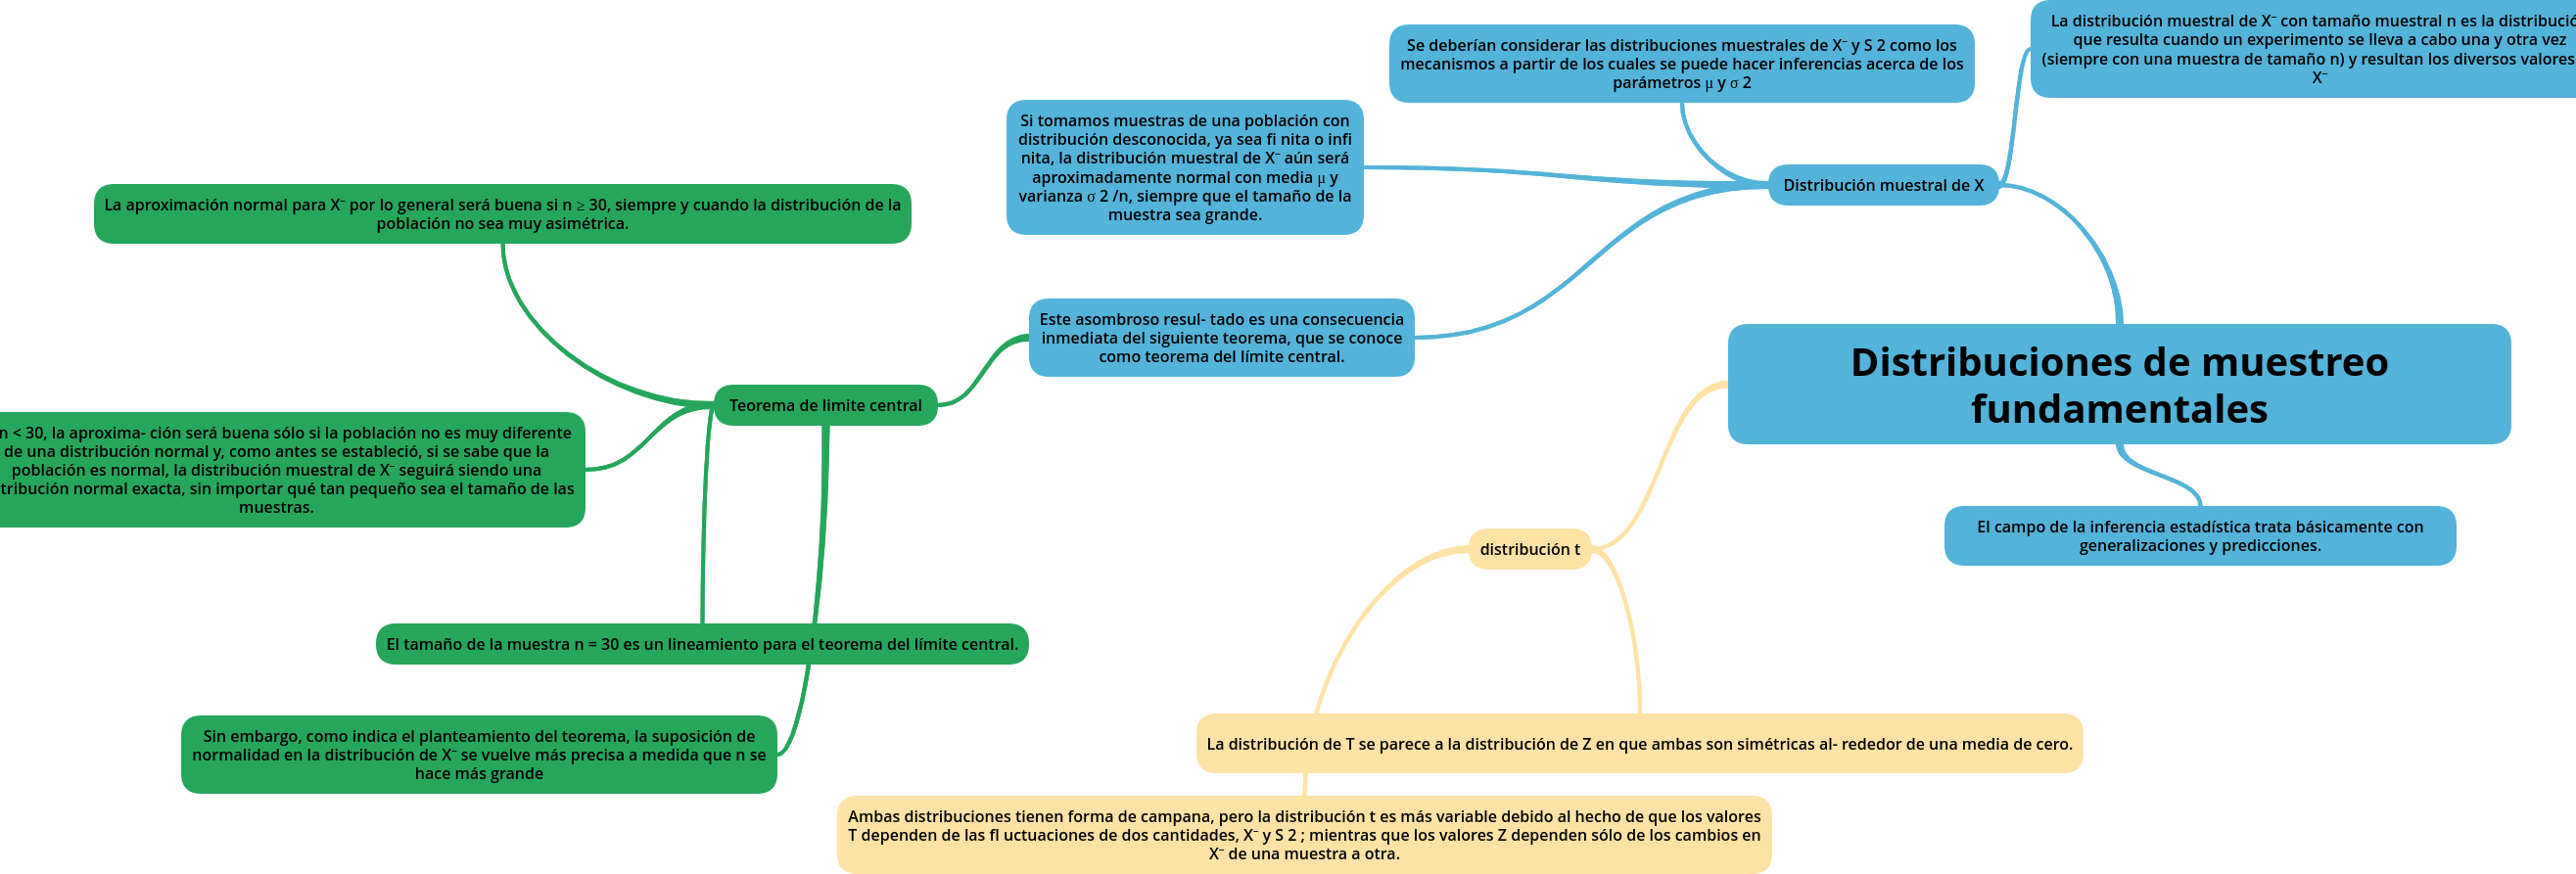 La distribución muestral de X‾ con tamaño muestral n es la
que resulta cuando un experimento se lleva a cabo una y otra vez
(siempre con una muestra de tamaño n) y resultan los diversos valores
X‾
Se deberían considerar las distribuciones muestrales de X‾ y S 2 como los
mecanismos a partir de los cuales se puede hacer inferencias acerca de los
parámetros μ y σ 2
Si tomamos muestras de una población con
distribución desconocida, ya sea fi nita o infi
nita, la distribución muestral de X‾ aún será
aproximadamente normal con media μ y
varianza σ 2 /n, siempre que el tamaño de la
muestra sea grande.
Distribución muestral de X
La aproximación normal para X‾ por lo general será buena si n ≥ 30, siempre y cuando la distribución de la
población no sea muy asimétrica.
Este asombroso resul- tado es una consecuencia
inmediata del siguiente teorema, que se conoce
como teorema del límite central.
Distribuciones de muestreo
fundamentales
Teorema de limite central
n < 30, la aproxima- ción será buena sólo si la población no es muy diferente
de una distribución normal y, como antes se estableció, si se sabe que la
población es normal, la distribución muestral de X‾ seguirá siendo una
normal exacta, sin importar qué tan pequeño sea el tamaño de las
muestras.
distribución t
El campo de la inferencia estadística trata básicamente con
generalizaciones y predicciones.
El tamaño de la muestra n = 30 es un lineamiento para el teorema del límite central.
Sin embargo, como indica el planteamiento del teorema, la suposición de
normalidad en la distribución de X‾ se vuelve más precisa a medida que n se
hace más grande
La distribución de T se parece a la distribución de Z en que ambas son simétricas al- rededor de una media de cero.
Ambas distribuciones tienen forma de campana, pero la distribución t es más variable debido al hecho de que los valores
T dependen de las fl uctuaciones de dos cantidades, X‾ y S 2 ; mientras que los valores Z dependen sólo de los cambios en
X‾ de una muestra a otra.